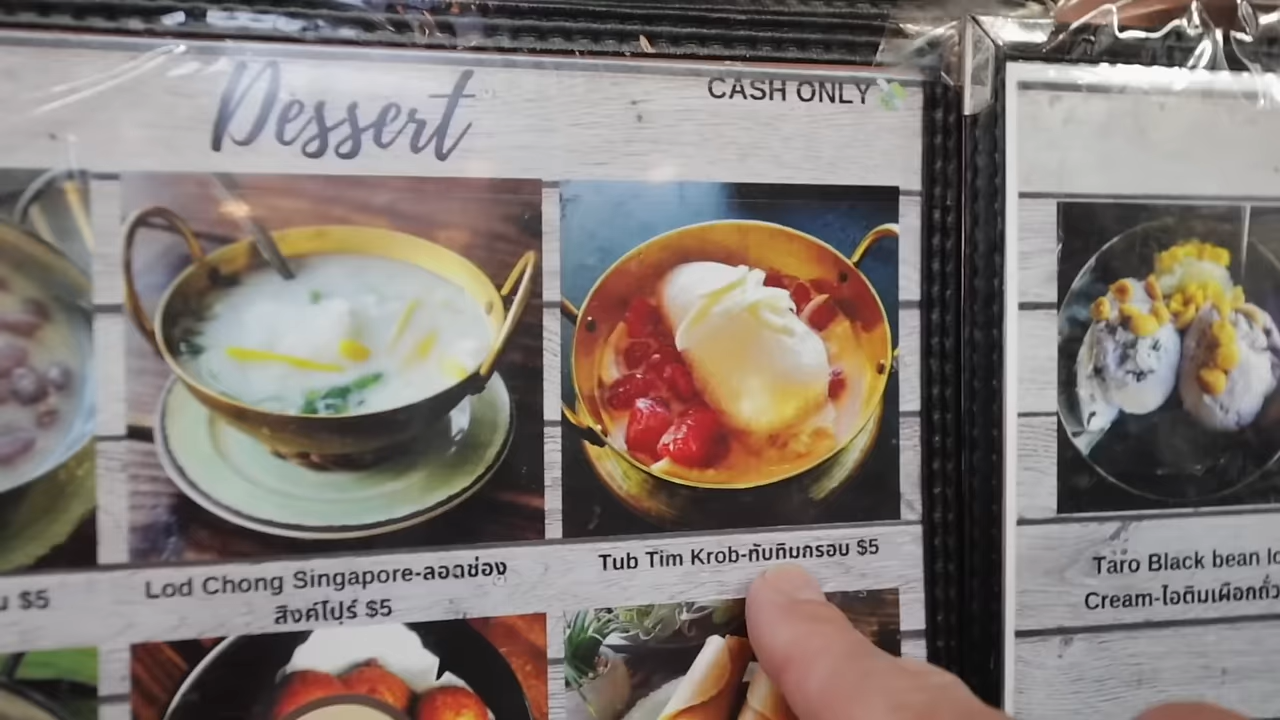 Dessert
CASH ONLY
$5
Lod Chong Singapore-ลอดช่อง
สิงค์โปร์ $5
Tub Tim Krob-ทับทิมกรอบ $5
Taro Black bean
Cream-ไอติมเผือกถั่ว